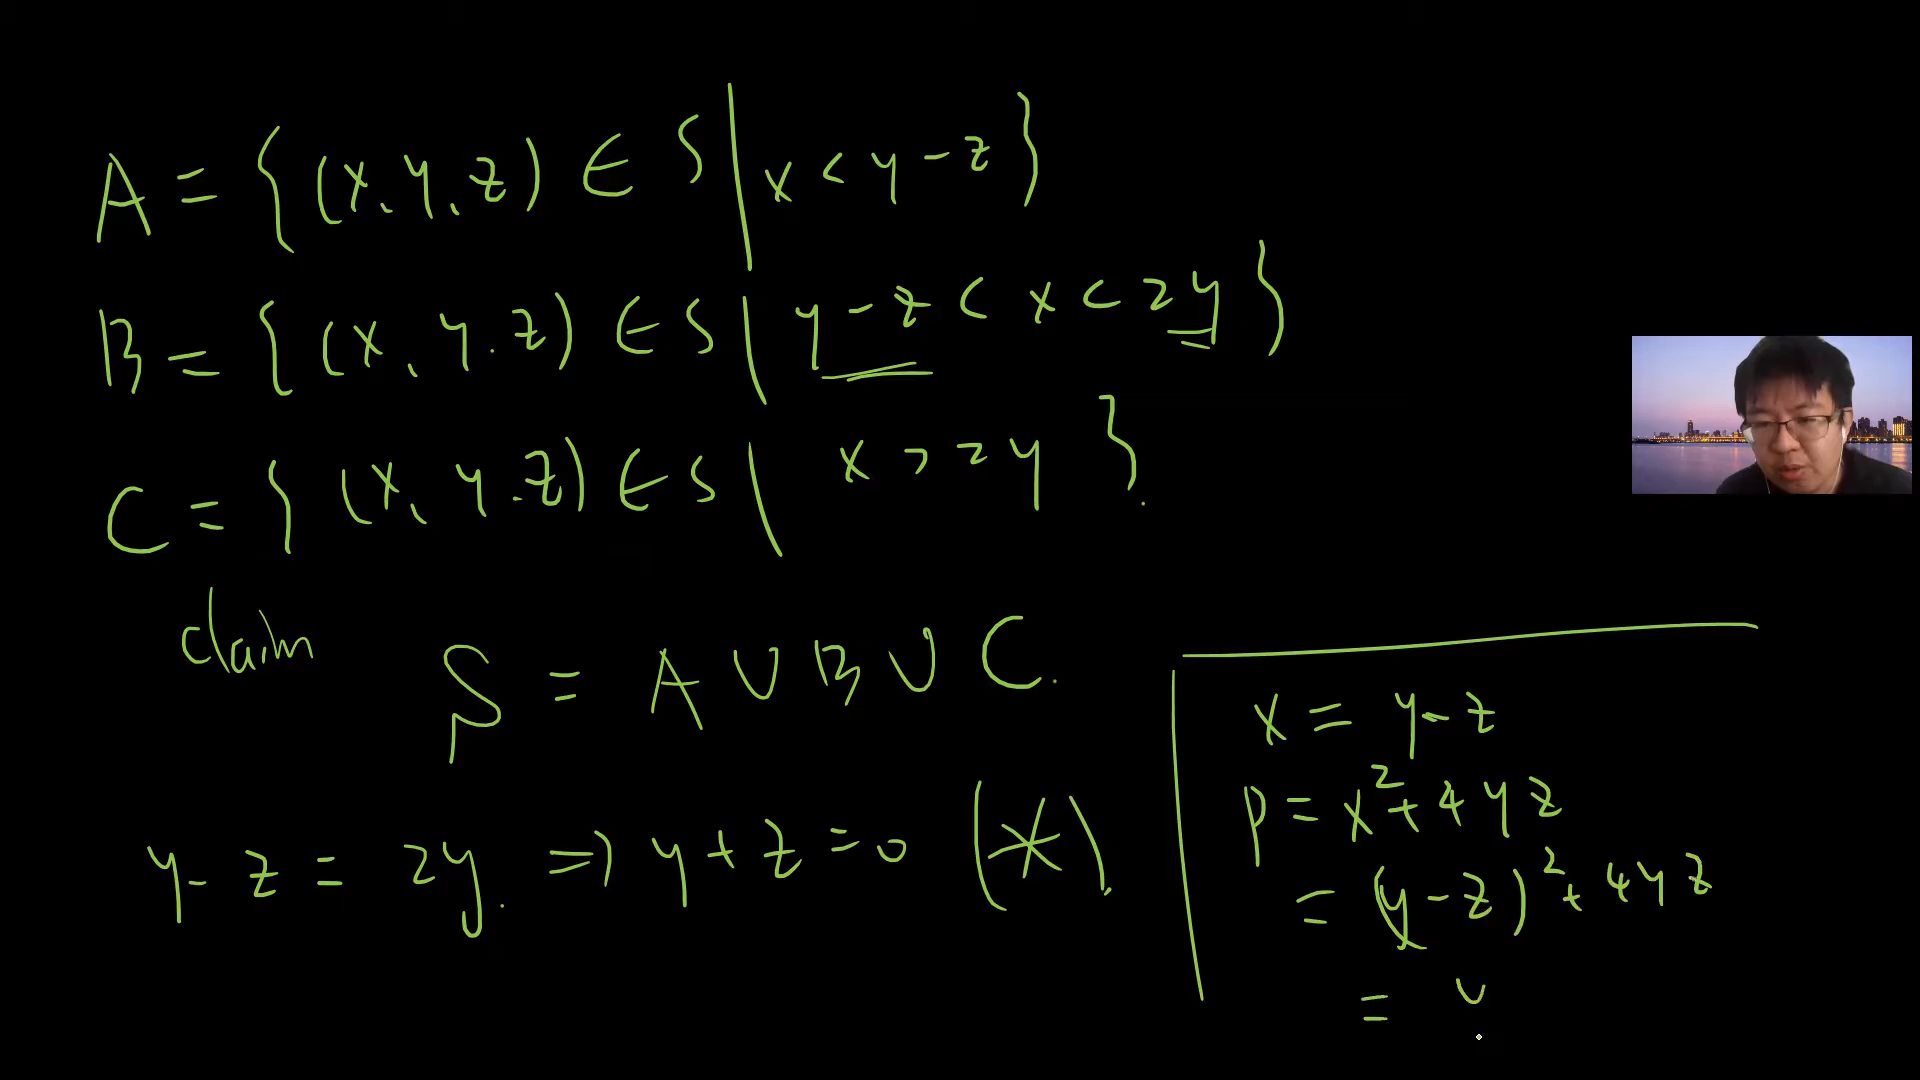 A = {(x, y, z) ∈ S | x < y - z}
B = {(x, y, z) ∈ S | y - z < x < 2y}
C = {(x, y, z) ∈ S | x > 2y}.
claim
S = A ∪ B ∪ C.
y - z = 2y. ⇒ y + z = 0 (*).
x = y - z
p = x² + 4yz
= (y - z)² + 4yz
=